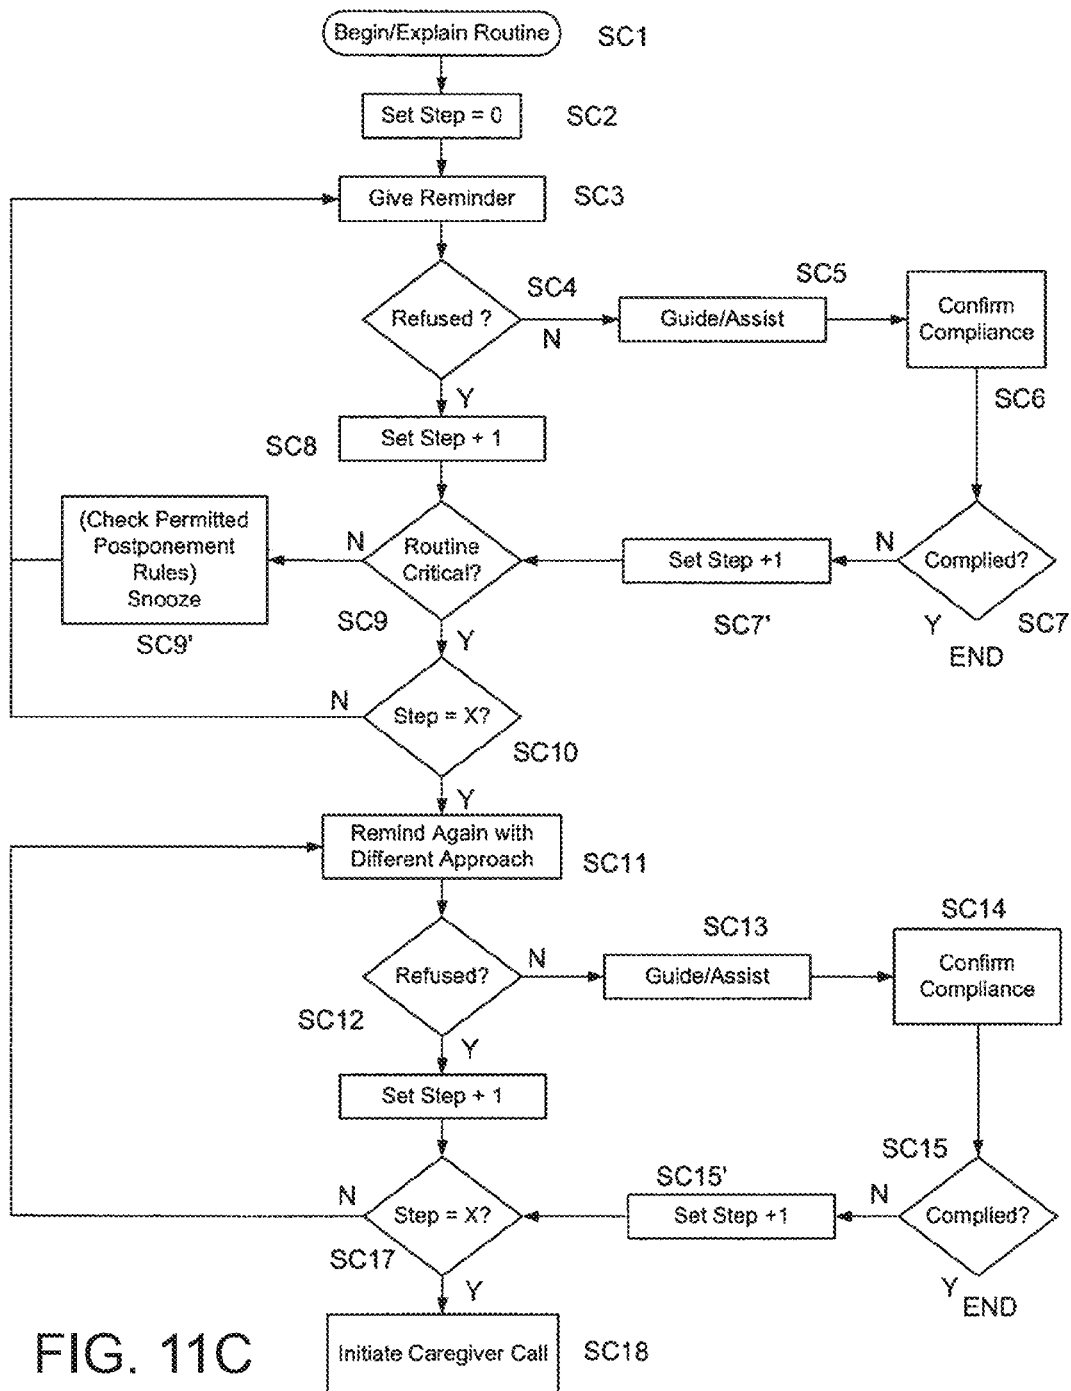 Begin/Explain Routine
SC1
Set Step = 0
SC2
Give Reminder
SC3
Refused ?
SC4
N
Guide/Assist
SC5
Confirm
Compliance
SC6
Y
SC8
Set Step + 1
(Check Permitted
Postponement
Rules)
Snooze
SC9'
N
Routine
Critical?
SC9
Y
Set Step +1
SC7'
N
Complied?
SC7
Y
END
N
Step = X?
SC10
Y
Remind Again with
Different Approach
SC11
Refused?
SC12
N
Guide/Assist
SC13
SC14
Confirm
Compliance
Y
Set Step + 1
N
Step = X?
SC17
SC15'
Set Step +1
N
SC15
Complied?
Y
END
Y
Initiate Caregiver Call
SC18
FIG. 11C